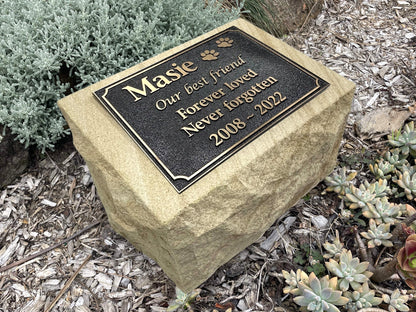 Masie
Our best friend
Forever loved
Never forgotten
2008 ~ 2022